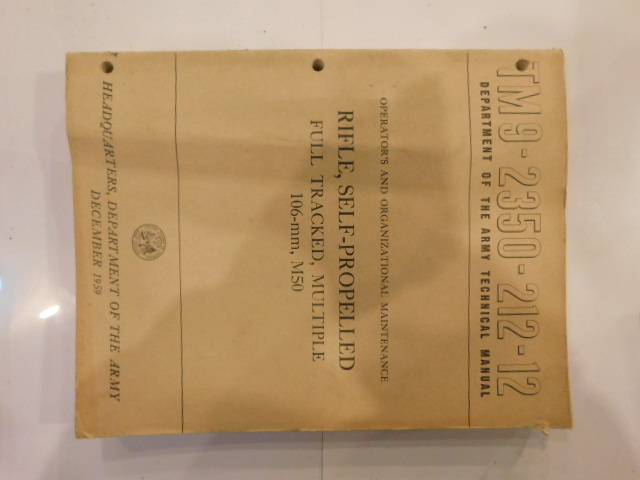 TM 9-2350-212-12
DEPARTMENT OF THE ARMY TECHNICAL MANUAL
OPERATOR'S AND ORGANIZATIONAL MAINTENANCE
RIFLE, SELF-PROPELLED
FULL TRACKED, MULTIPLE
106-mm, M50
HEADQUARTERS, DEPARTMENT OF THE ARMY
DECEMBER 1959